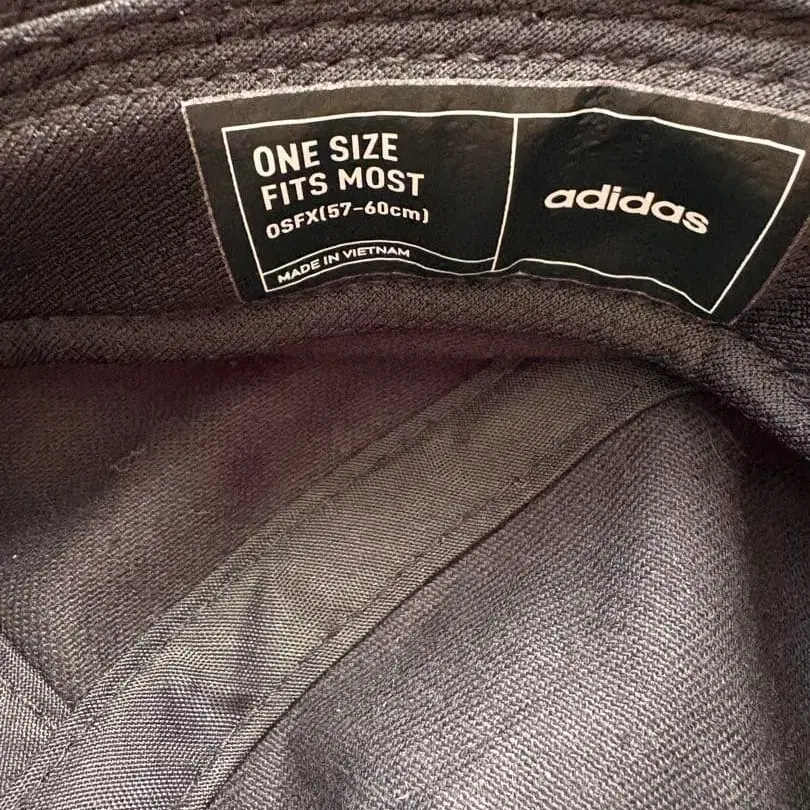 ONE SIZE
FITS MOST
OSFX(57-60cm)
MADE IN VIETNAM
adidas